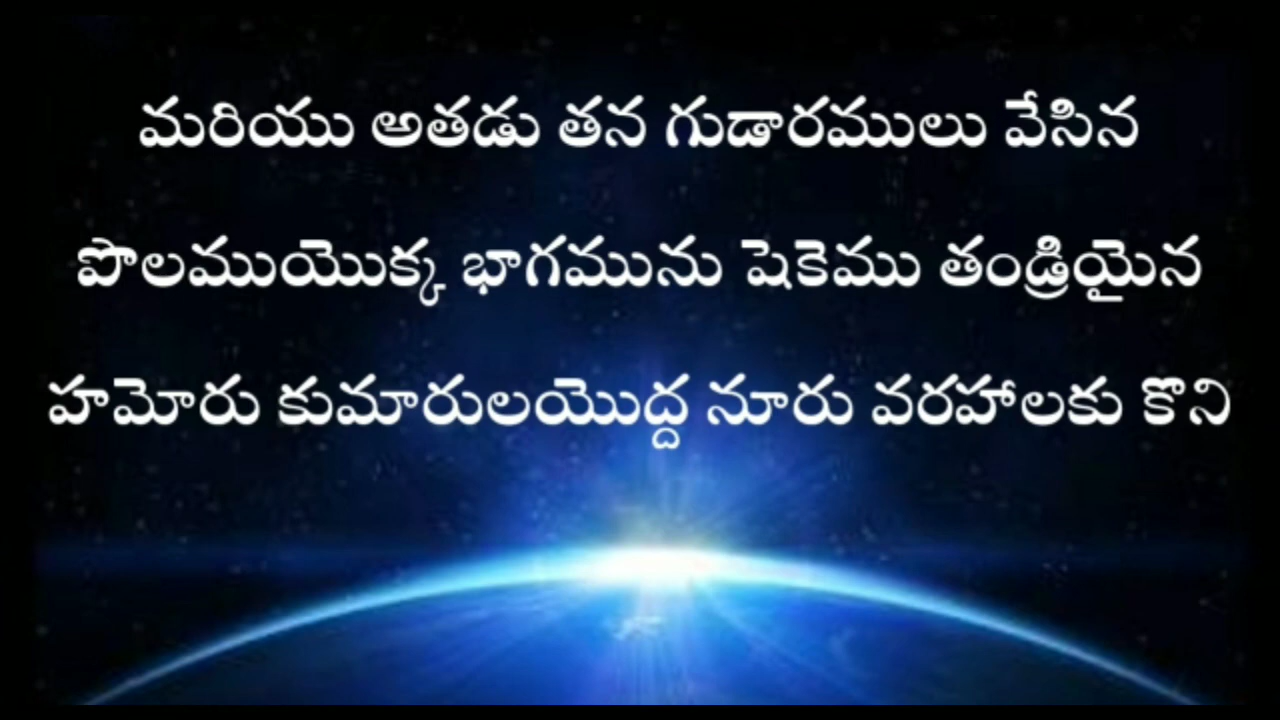 మరియు అతడు తన గుడారములు వేసిన
పొలముయొక్క భాగమును షెకెము తండ్రియైన
హమోరు కుమారులయొద్ద నూరు వరహాలకు కొని